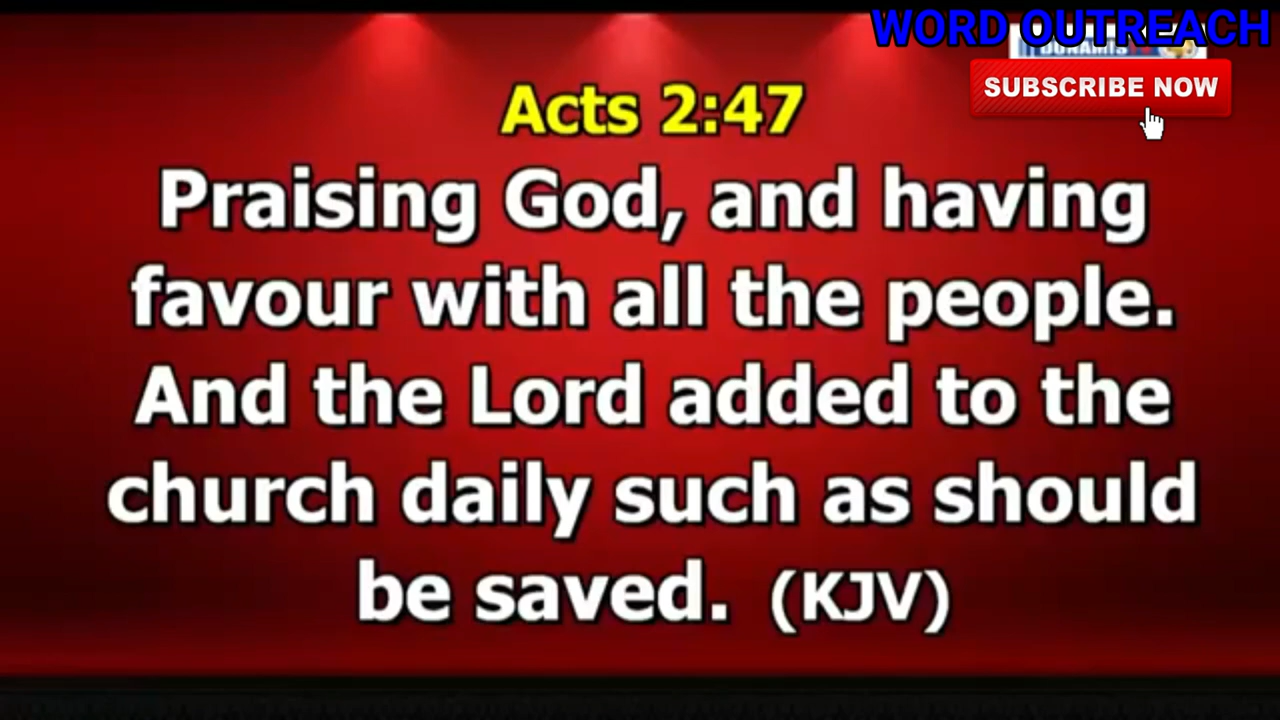 WORD OUTREACH
SUBSCRIBE NOW
Acts 2:47
Praising God, and having
favour with all the people.
And the Lord added to the
church daily such as should
be saved. (KJV)